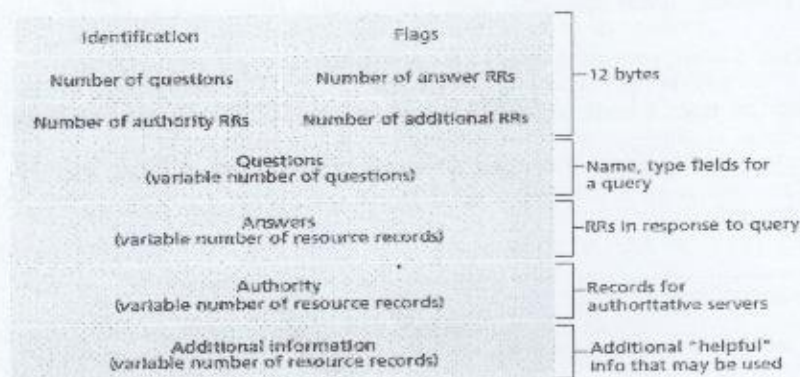 Identification Flags
Number of questions Number of answer RRs 12 bytes
Number of authority RRs Number of additional RRs
Questions
(variable number of questions)
Name, type fields for
a query
Answers
(variable number of resource records)
RRs in response to query
Authority
(variable number of resource records)
Records for
authoritative servers
Additional information
(variable number of resource records)
Additional "helpful"
info that may be used